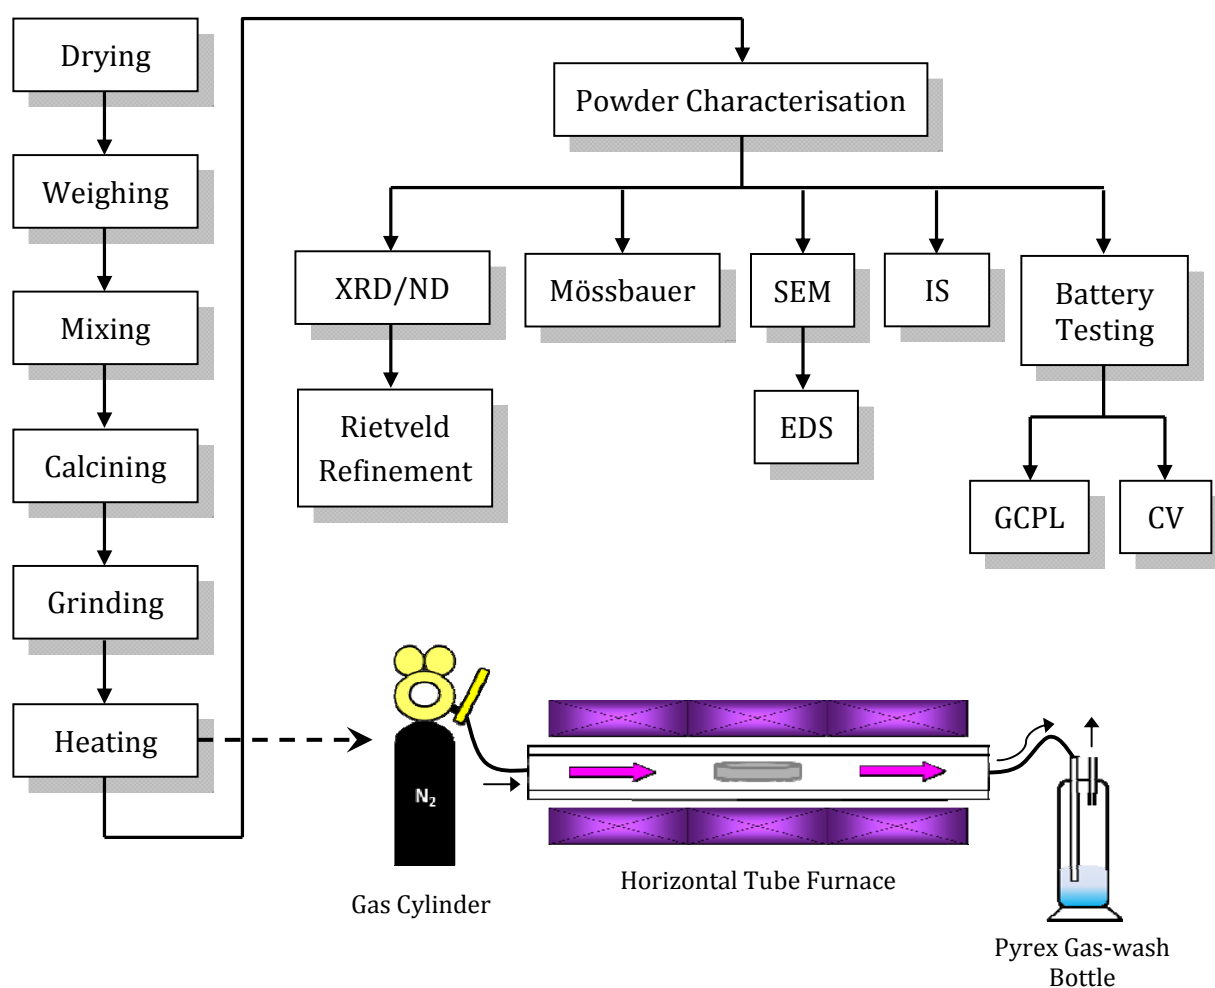 Drying
Weighing
Mixing
Calcining
Grinding
Heating
Powder Characterisation
XRD/ND
Mössbauer
SEM
IS
Battery
Testing
Rietveld
Refinement
EDS
GCPL
CV
N2
Gas Cylinder
Horizontal Tube Furnace
Pyrex Gas-wash
Bottle